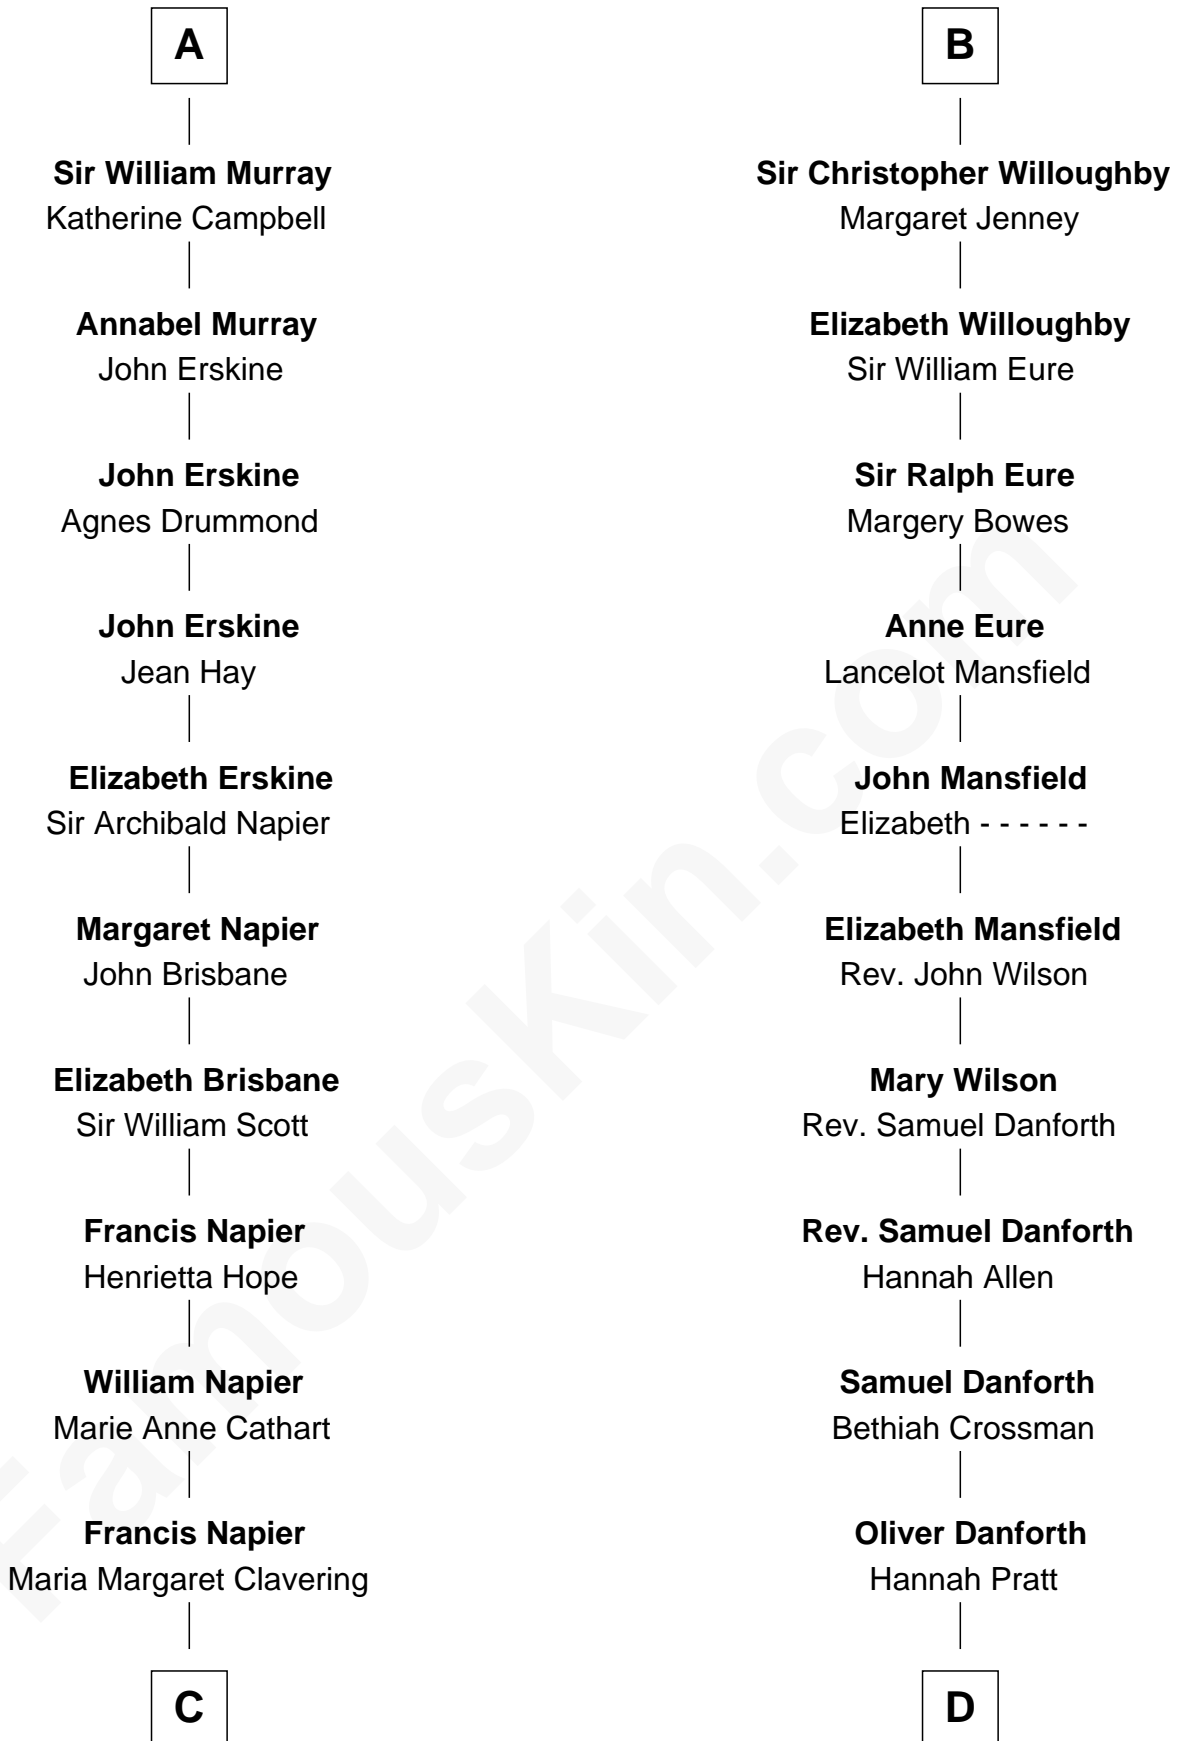 A
Sir William Murray
Katherine Campbell
Annabel Murray
John Erskine
John Erskine
Agnes Drummond
John Erskine
Jean Hay
Elizabeth Erskine
Sir Archibald Napier
Margaret Napier
John Brisbane
Elizabeth Brisbane
Sir William Scott
Francis Napier
Henrietta Hope
William Napier
Marie Anne Cathart
Francis Napier
Maria Margaret Clavering
C
B
Sir Christopher Willoughby
Margaret Jenney
Elizabeth Willoughby
Sir William Eure
Sir Ralph Eure
Margery Bowes
Anne Eure
Lancelot Mansfield
John Mansfield
Elizabeth - - - - - -
Elizabeth Mansfield
Rev. John Wilson
Mary Wilson
Rev. Samuel Danforth
Rev. Samuel Danforth
Hannah Allen
Samuel Danforth
Bethiah Crossman
Oliver Danforth
Hannah Pratt
D
FamousKin.com